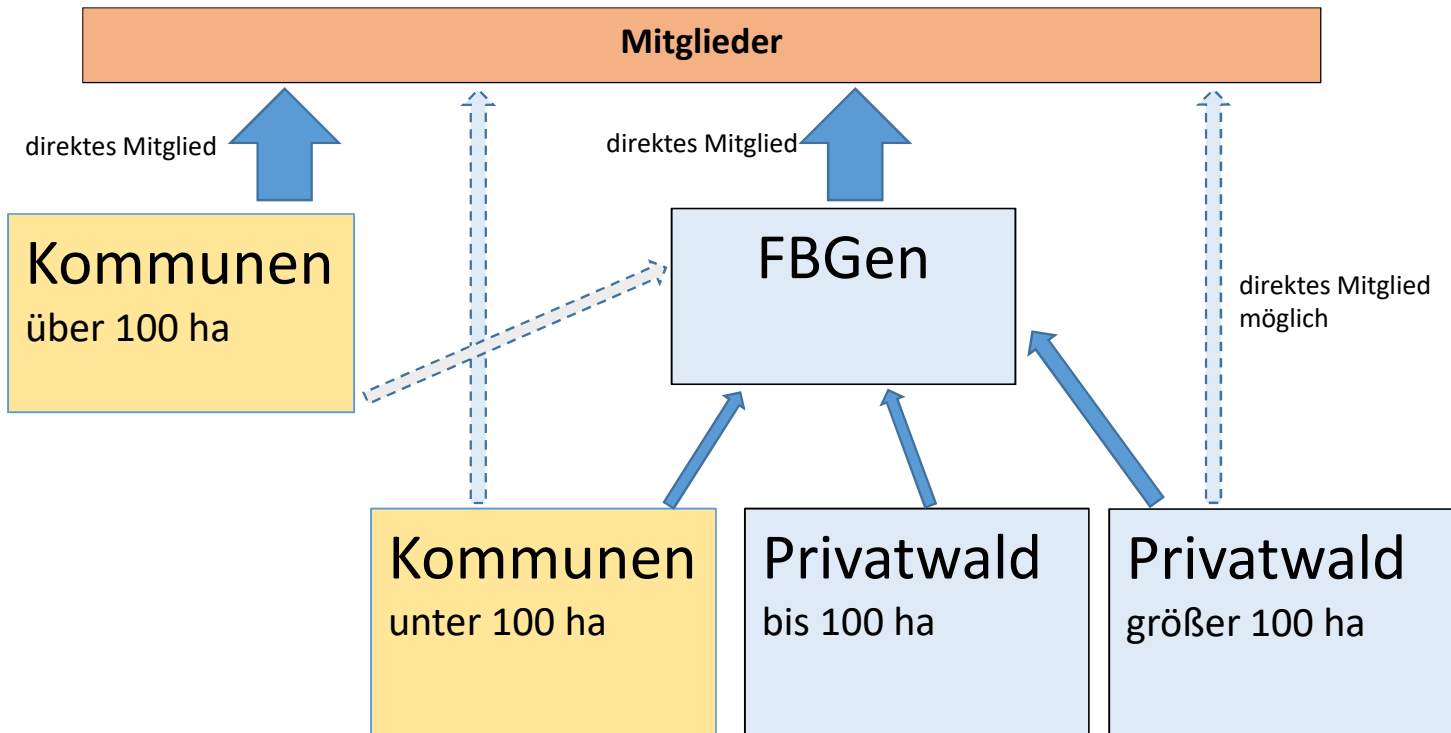 Mitglieder
direktes Mitglied
direktes Mitglied
Kommunen
über 100 ha
FBGen
direktes Mitglied
möglich
Kommunen
unter 100 ha
Privatwald
bis 100 ha
Privatwald
größer 100 ha